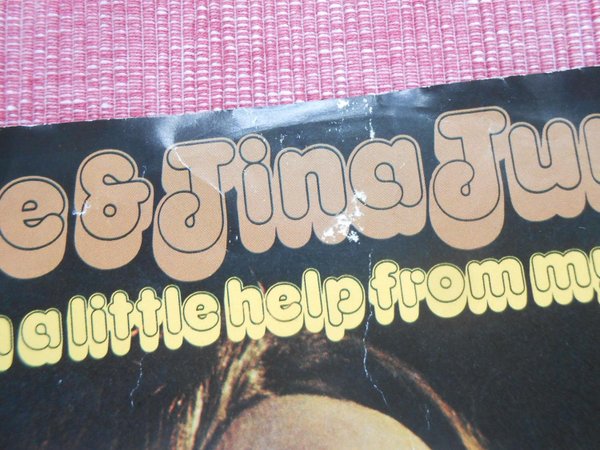 e & Tina Tu
a little help from my